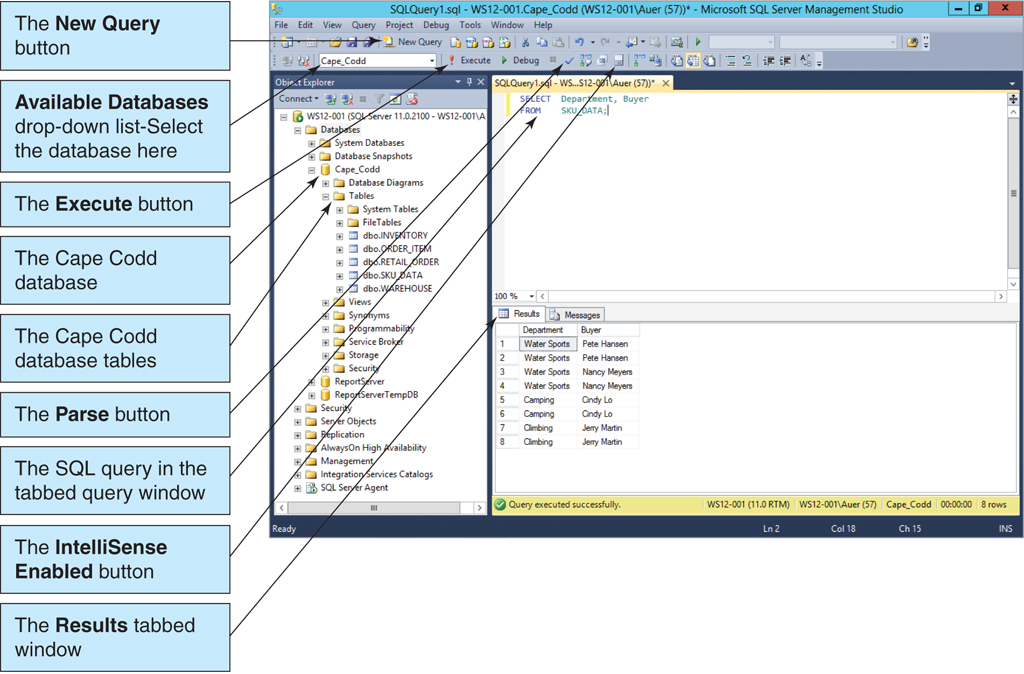 The New Query
button
Available Databases
drop-down list-Select
the database here
The Execute button
The Cape Codd
database
The Cape Codd
database tables
The Parse button
The SQL query in the
tabbed query window
The IntelliSense
Enabled button
The Results tabbed
window
SQLQuery1.sql - WS12-001.Cape_Codd (WS12-001\Auer (57))* - Microsoft SQL Server Management Studio
File Edit View Query Project Debug Tools Window Help
New Query
Cape_Codd Execute Debug
Object Explorer
Connect
WS12-001 (SQL Server 11.0.2100 - WS12-001\A
Databases
System Databases
Database Snapshots
Cape_Codd
Database Diagrams
Tables
System Tables
FileTables
dbo.INVENTORY
dbo.ORDER_ITEM
dbo.RETAIL_ORDER
dbo.SKU_DATA
dbo.WAREHOUSE
Views
Synonyms
Programmability
Service Broker
Storage
Security
ReportServer
ReportServerTempDB
Security
Server Objects
Replication
AlwaysOn High Availability
Management
Integration Services Catalogs
SQL Server Agent
SQLQuery1.sql - WS...S12-001\Auer (57))*
SELECT Department, Buyer
FROM SKU_DATA;
100 %
Results Messages
Department Buyer
1 Water Sports Pete Hansen
2 Water Sports Pete Hansen
3 Water Sports Nancy Meyers
4 Water Sports Nancy Meyers
5 Camping Cindy Lo
6 Camping Cindy Lo
7 Climbing Jerry Martin
8 Climbing Jerry Martin
Query executed successfully. WS12-001 (11.0 RTM) WS12-001\Auer (57) Cape_Codd 00:00:00 8 rows
Ready Ln 2 Col 18 Ch 15 INS